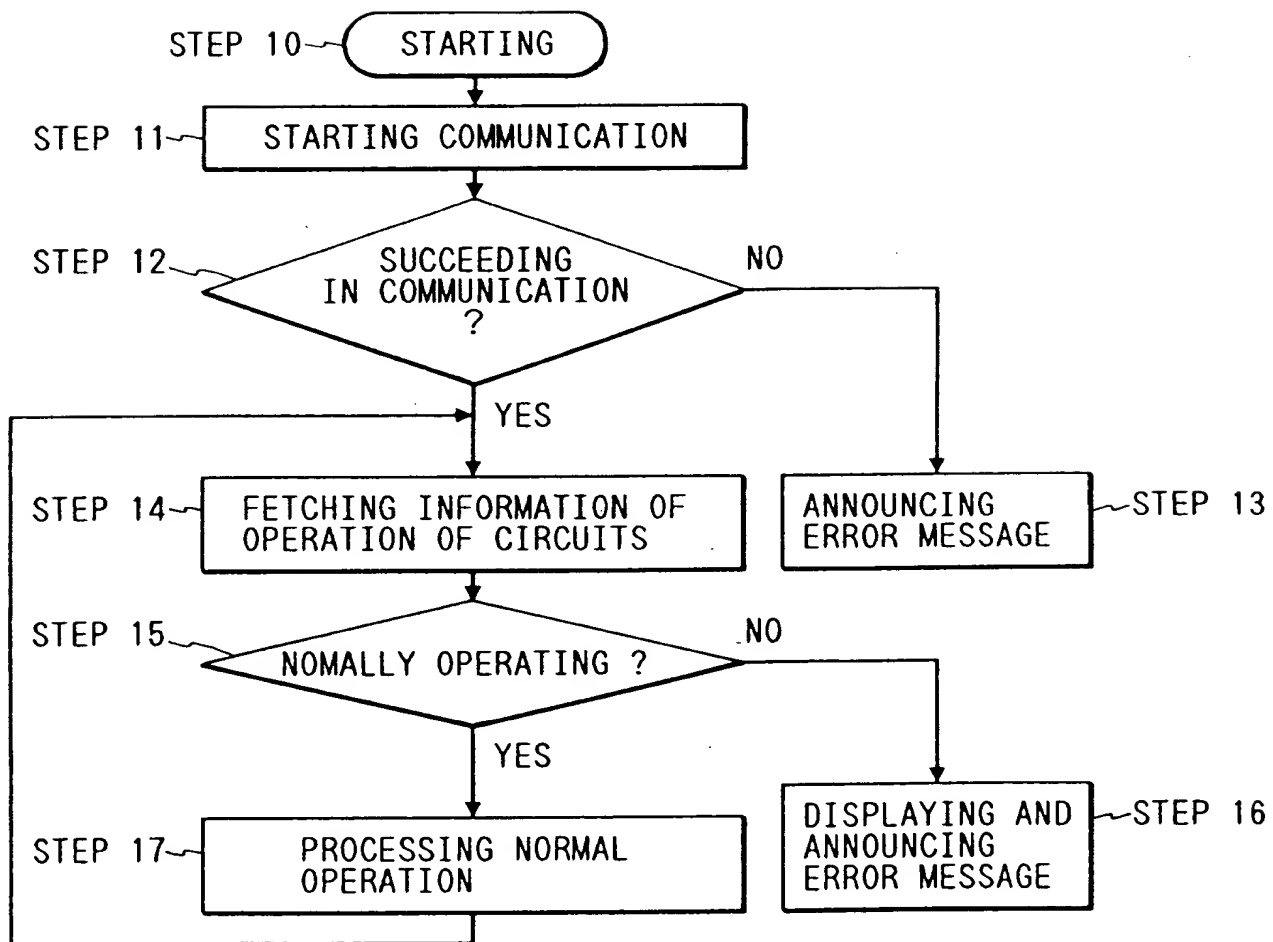 STEP 10 STARTING
STEP 11 STARTING COMMUNICATION
STEP 12 SUCCEEDING
IN COMMUNICATION
?
NO
YES
STEP 14 FETCHING INFORMATION OF
OPERATION OF CIRCUITS
ANNOUNCING
ERROR MESSAGE
STEP 13
STEP 15 NOMALLY OPERATING ?
NO
YES
STEP 17 PROCESSING NORMAL
OPERATION
DISPLAYING AND
ANNOUNCING
ERROR MESSAGE
STEP 16